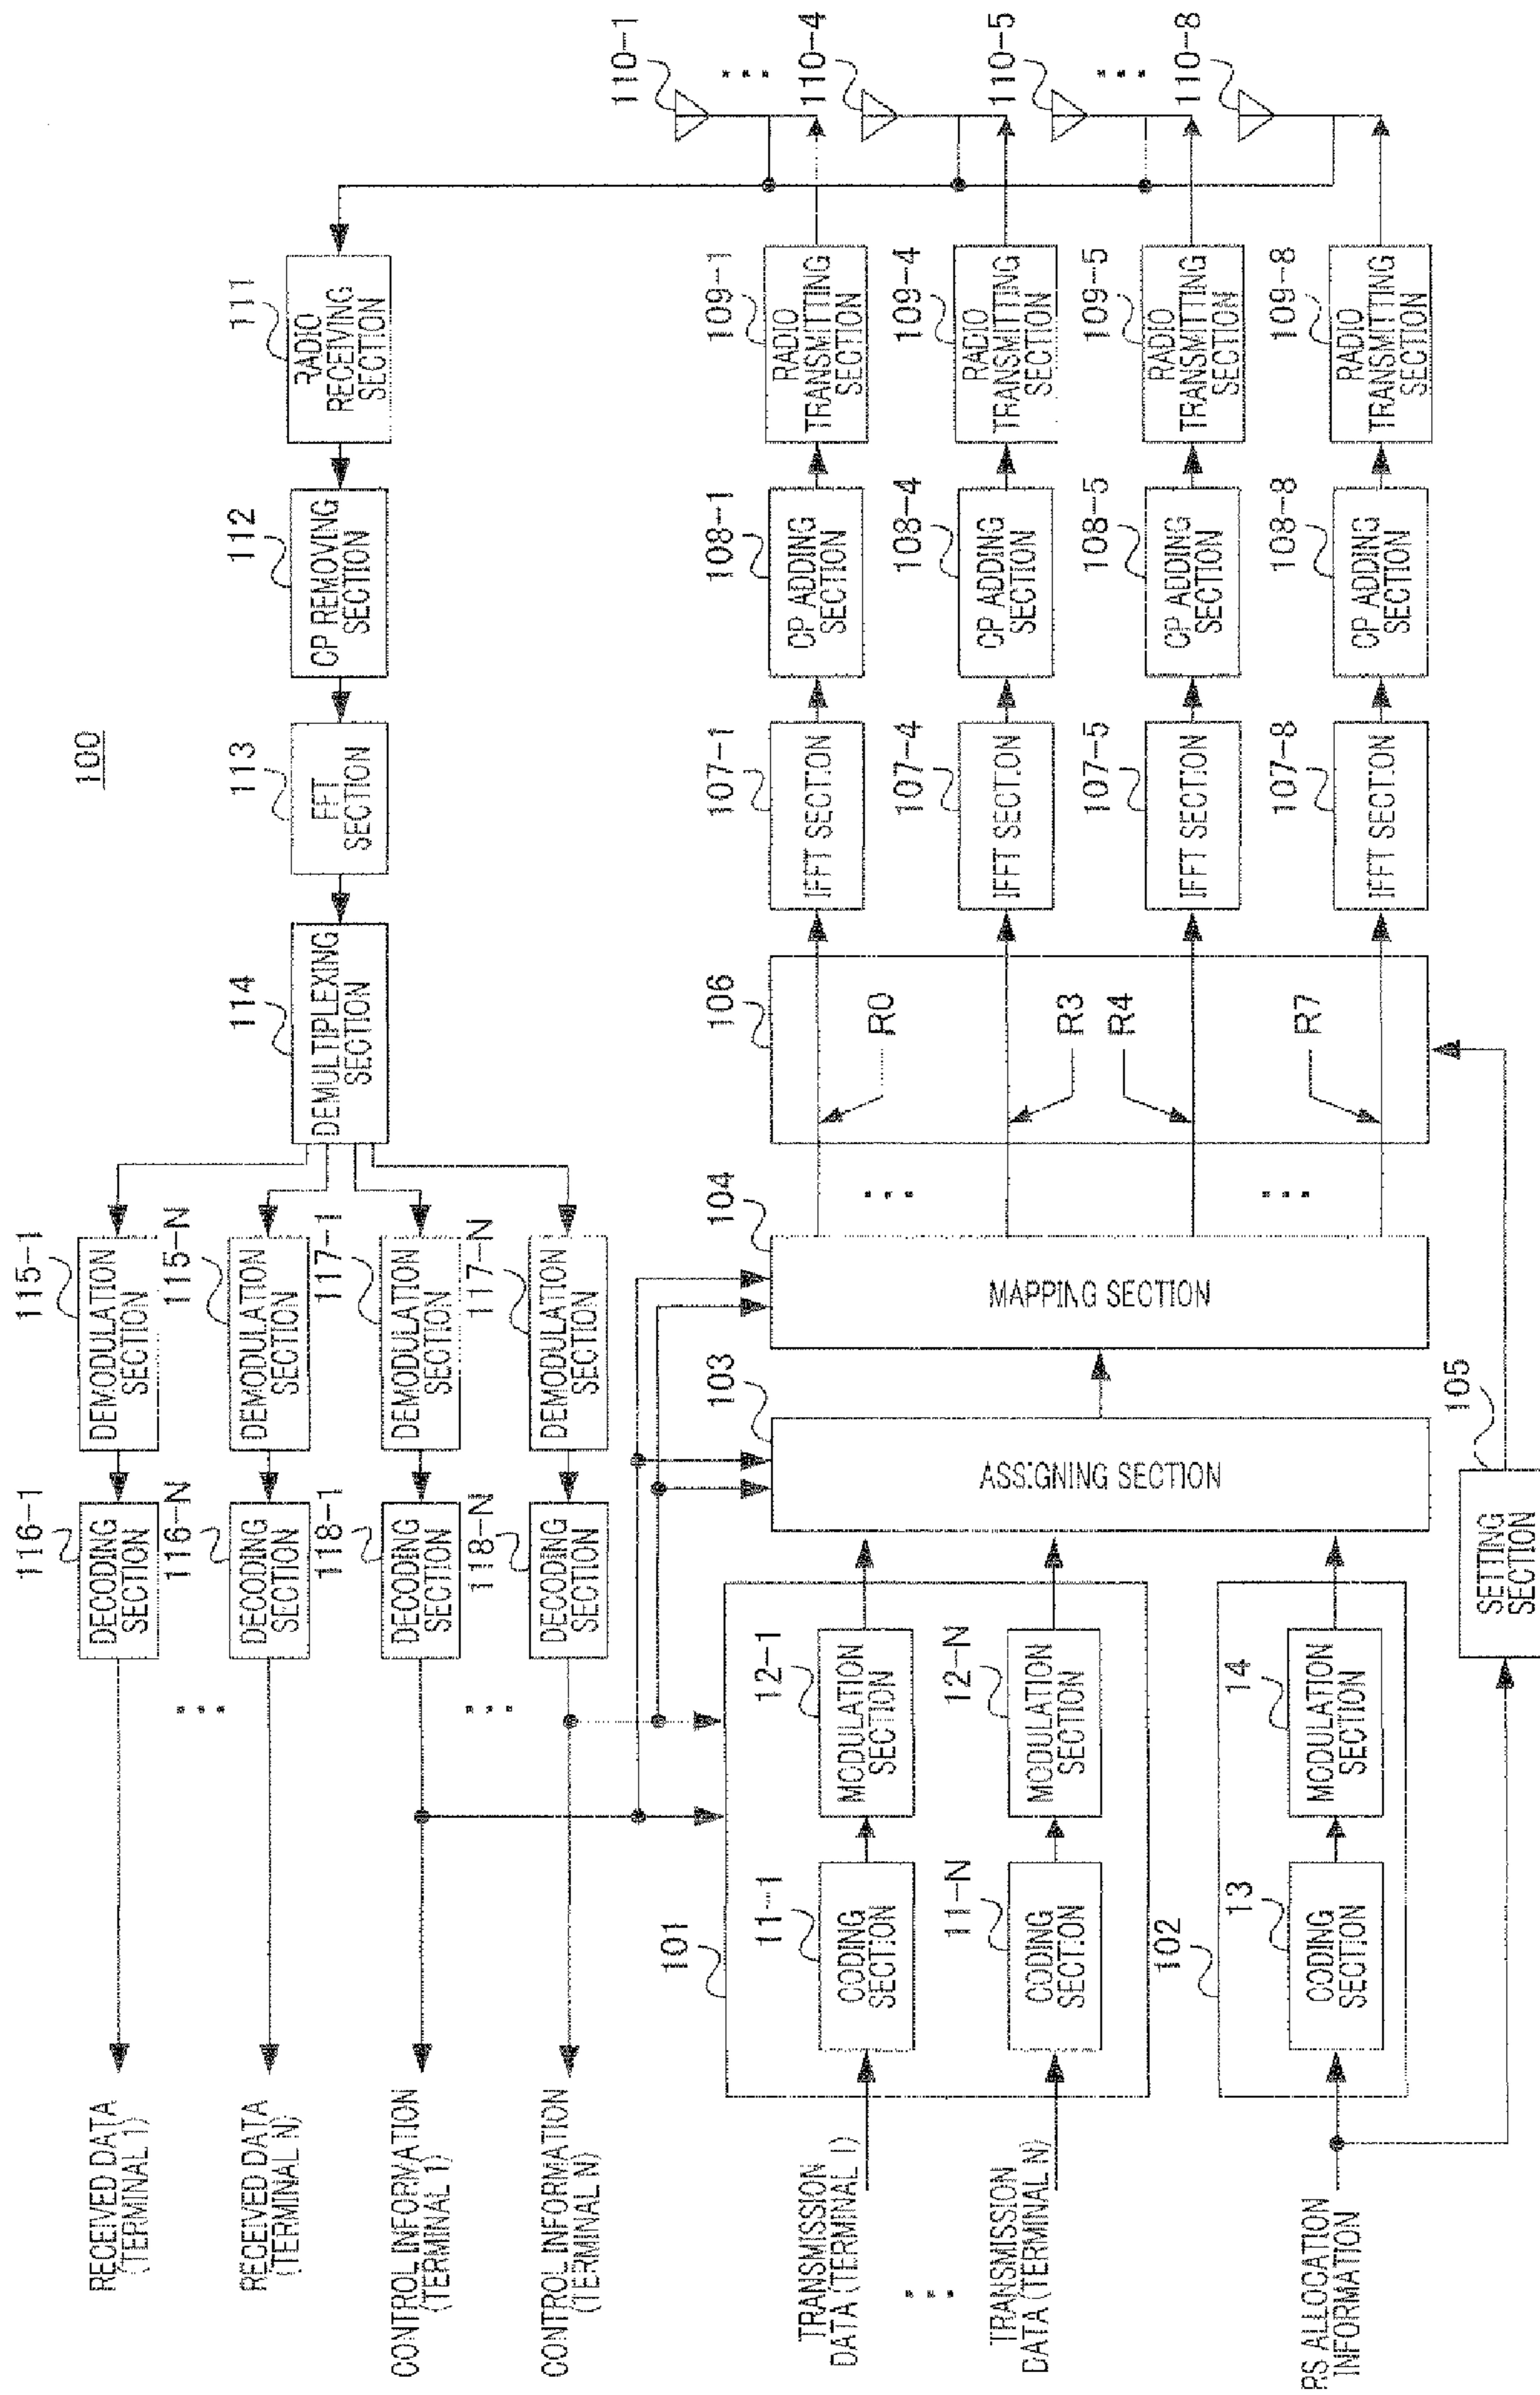 100
RECEIVED DATA
(TERMINAL 1)
116-1
DECODING
SECTION
115-1
DEMODULATION
SECTION
RECEIVED DATA
(TERMINAL N)
116-N
DECODING
SECTION
115-N
DEMODULATION
SECTION
CONTROL INFORMATION
(TERMINAL 1)
118-1
DECODING
SECTION
117-1
DEMODULATION
SECTION
CONTROL INFORMATION
(TERMINAL N)
118-N
DECODING
SECTION
117-N
DEMODULATION
SECTION
114
DEMULTIPLEXING
SECTION
113
FFT
SECTION
112
CP REMOVING
SECTION
111
RADIO
RECEIVING
SECTION
101
TRANSMISSION
DATA (TERMINAL 1)
11-1
CODING
SECTION
12-1
MODULATION
SECTION
TRANSMISSION
DATA (TERMINAL N)
11-N
CODING
SECTION
12-N
MODULATION
SECTION
102
RS ALLOCATION
INFORMATION
13
CODING
SECTION
14
MODULATION
SECTION
105
SETTING
SECTION
103
ASSIGNING SECTION
104
MAPPING SECTION
106
R0
R3
R4
R7
107-1
IFFT SECTION
108-1
CP ADDING
SECTION
109-1
RADIO
TRANSMITTING
SECTION
110-1
107-4
IFFT SECTION
108-4
CP ADDING
SECTION
109-4
RADIO
TRANSMITTING
SECTION
110-4
107-5
IFFT SECTION
108-5
CP ADDING
SECTION
109-5
RADIO
TRANSMITTING
SECTION
110-5
107-8
IFFT SECTION
108-8
CP ADDING
SECTION
109-8
RADIO
TRANSMITTING
SECTION
110-8